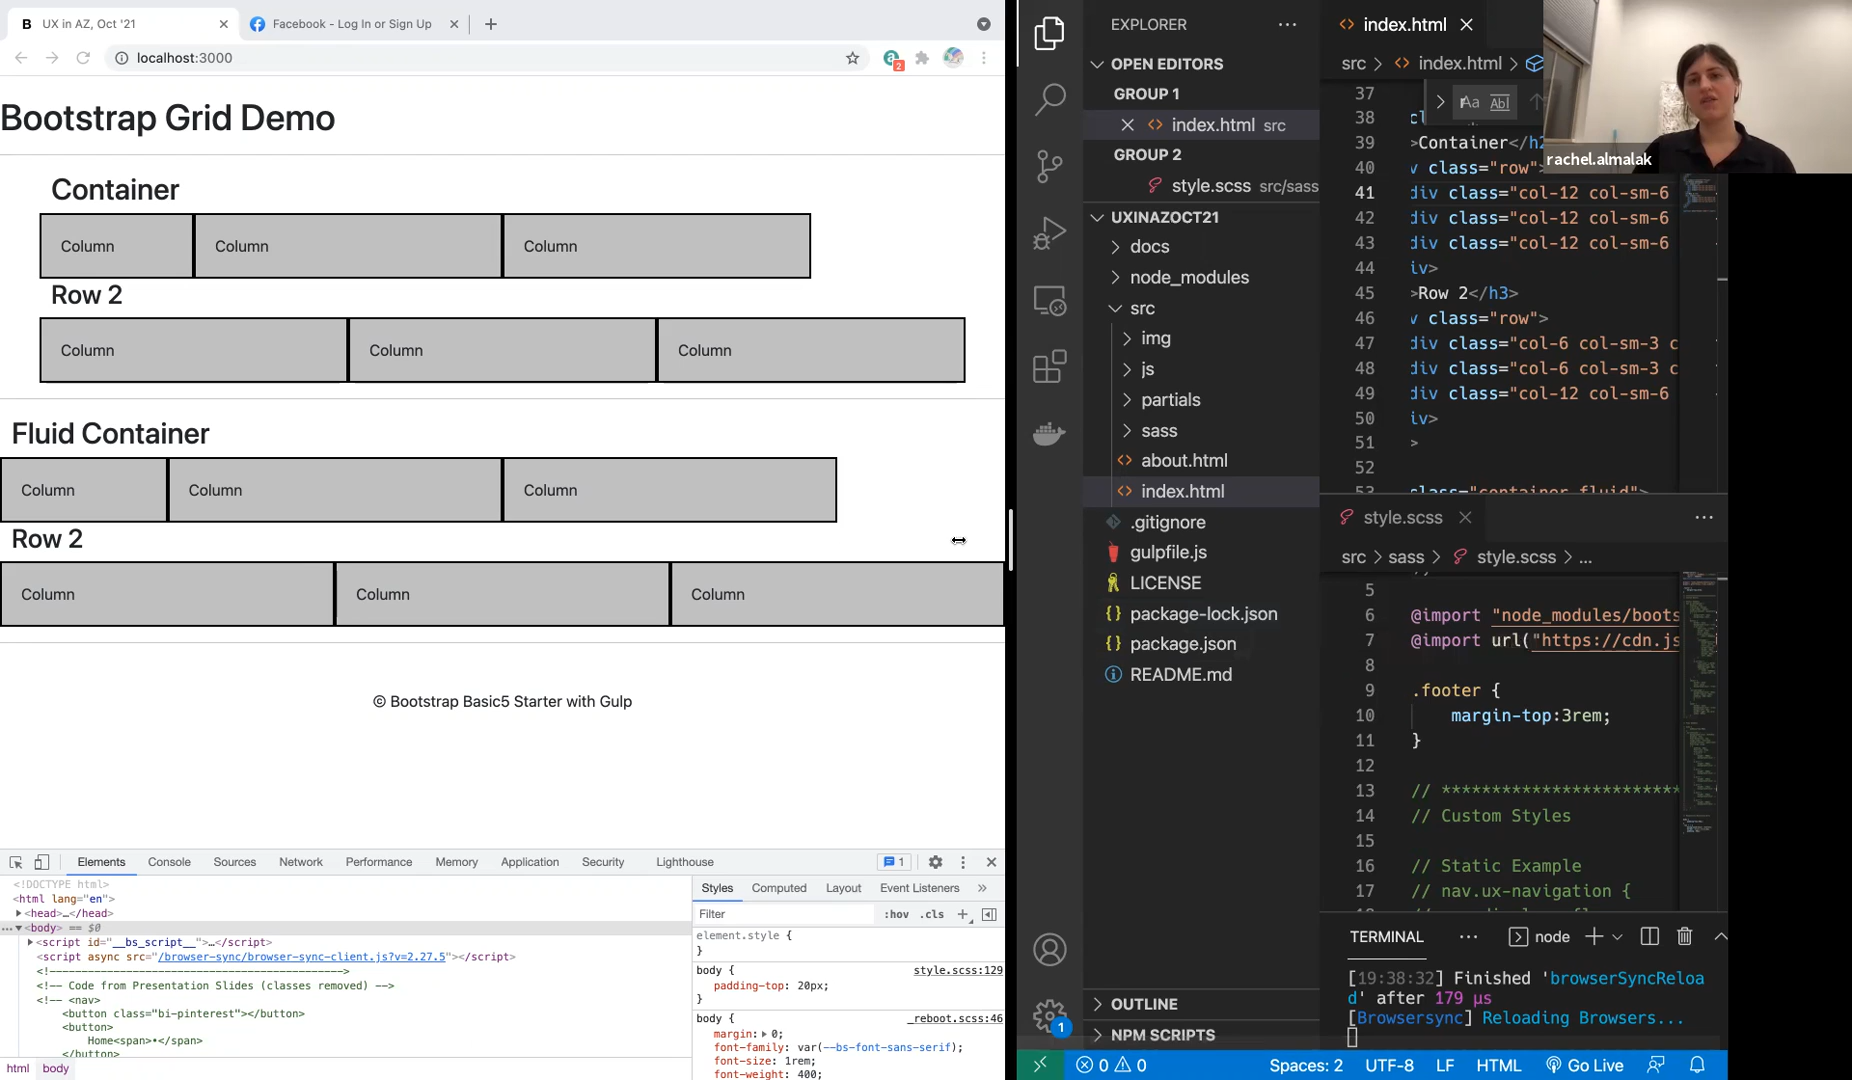 UX in AZ, Oct '21
Facebook - Log In or Sign Up
localhost:3000
2
Bootstrap Grid Demo
Container
Column
Column
Column
Row 2
Column
Column
Column
Fluid Container
Column
Column
Column
Row 2
Column
Column
Column
© Bootstrap Basic5 Starter with Gulp
Elements
Console
Sources
Network
Performance
Memory
Application
Security
Lighthouse
1
<!DOCTYPE html>
<html lang="en">
<head>…</head>
<body> == $0
<script id="__bs_script__">…</script>
<script async src="/browser-sync/browser-sync-client.js?v=2.27.5"></script>
<!-- Code from Presentation Slides (classes removed) -->
<!-- <nav>
<button class="bi-pinterest"></button>
<button>
Home<span>•</span>
</button>
html
body
Styles
Computed
Layout
Event Listeners
»
Filter
:hov
.cls
element.style {
}
body {
style.scss:129
padding-top: 20px;
}
body {
_reboot.scss:46
margin: 0;
font-family: var(--bs-font-sans-serif);
font-size: 1rem;
font-weight: 400;
EXPLORER
OPEN EDITORS
GROUP 1
index.html src
GROUP 2
style.scss src/sass
UXINAZOCT21
docs
node_modules
src
img
js
partials
sass
about.html
index.html
.gitignore
gulpfile.js
LICENSE
package-lock.json
package.json
README.md
OUTLINE
NPM SCRIPTS
1
index.html
src > index.html >
Aa Abl
37
38 cl
39 >Container</h2
40 v class="row">
41 div class="col-12 col-sm-6
42 div class="col-12 col-sm-6
43 div class="col-12 col-sm-6
44 iv>
45 >Row 2</h3>
46 v class="row">
47 div class="col-6 col-sm-3 c
48 div class="col-6 col-sm-3 c
49 div class="col-12 col-sm-6
50 iv>
51 >
52
53 class="container fluid">
rachel.almalak
style.scss
src > sass > style.scss > ...
5
6 @import "node_modules/boots
7 @import url("https://cdn.js
8
9 .footer {
10 margin-top:3rem;
11 }
12
13 // ************************
14 // Custom Styles
15
16 // Static Example
17 // nav.ux-navigation {
TERMINAL
node
[19:38:32] Finished 'browserSyncReloa
d' after 179 μs
[Browsersync] Reloading Browsers...
0 0
Spaces: 2
UTF-8
LF
HTML
Go Live